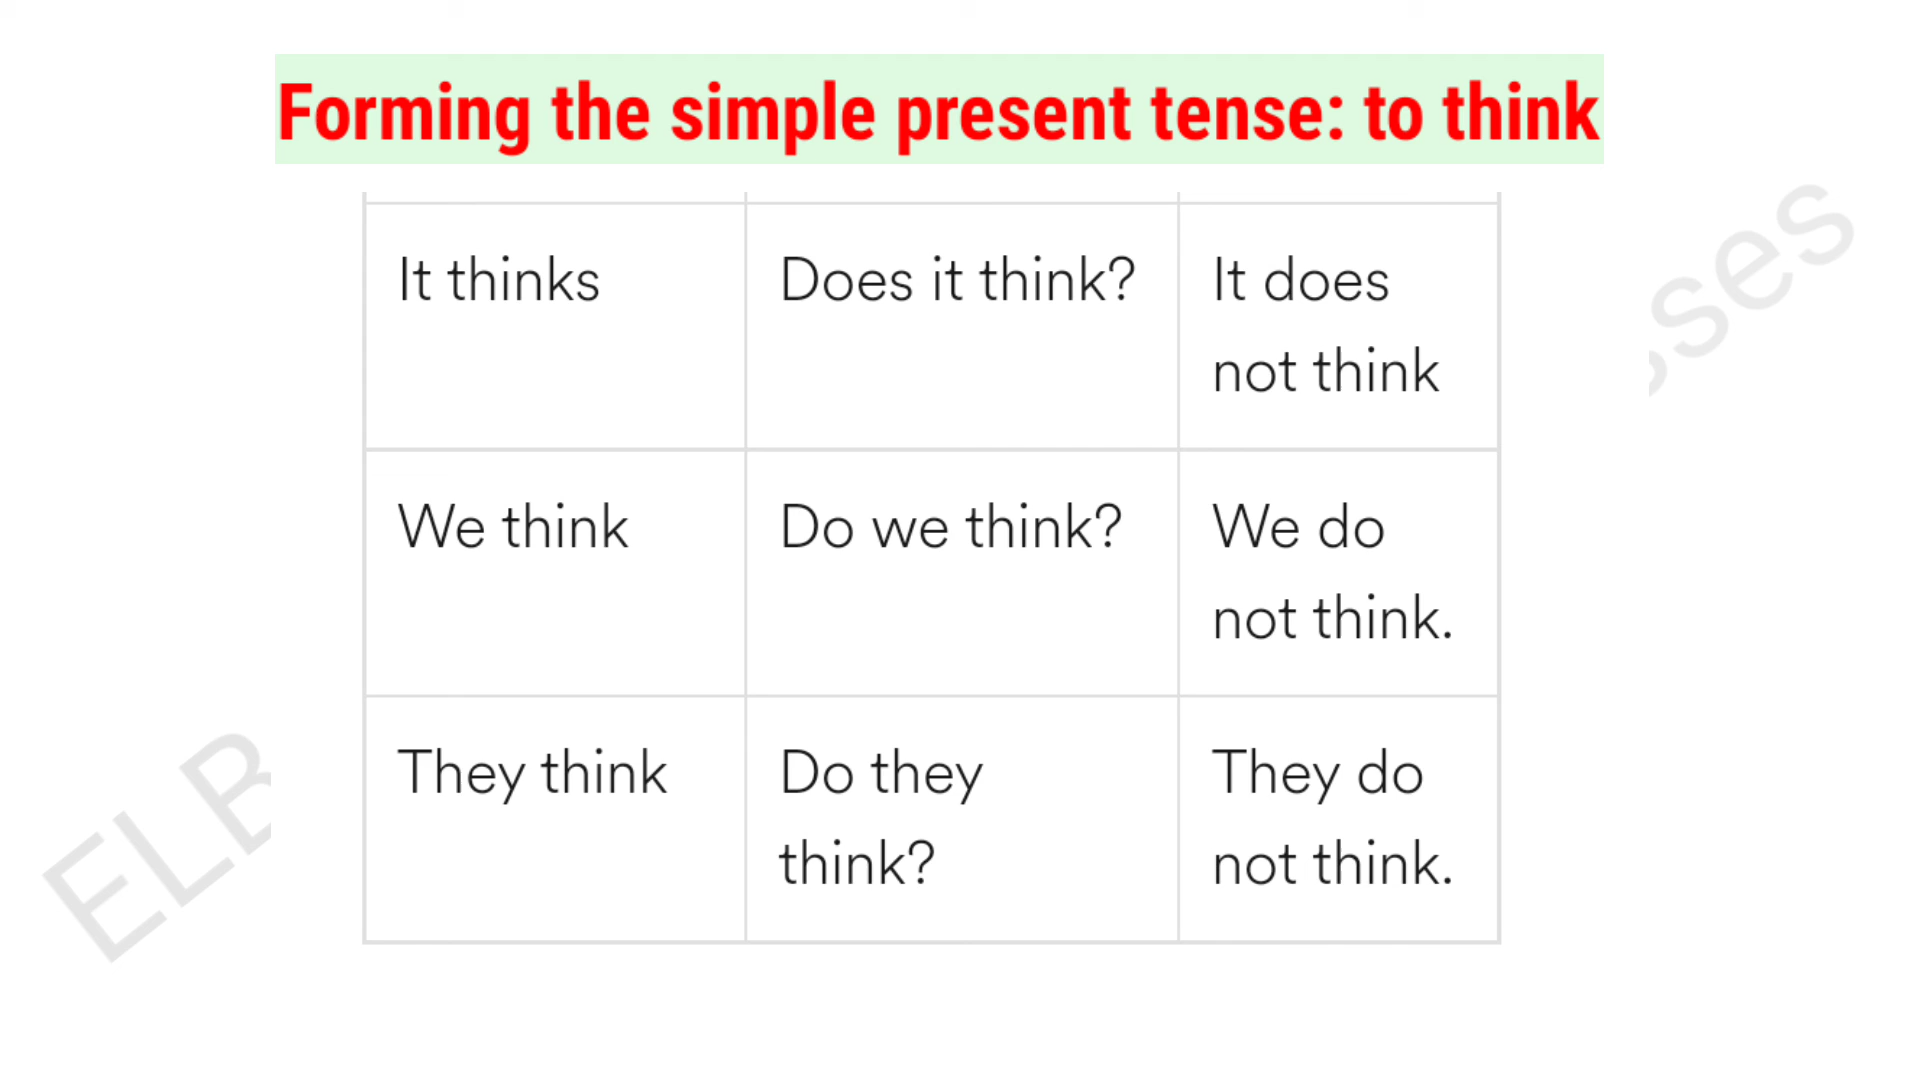 Forming the simple present tense: to think
It thinks
Does it think?
It does
not think
We think
Do we think?
We do
not think.
They think
Do they
think?
They do
not think.